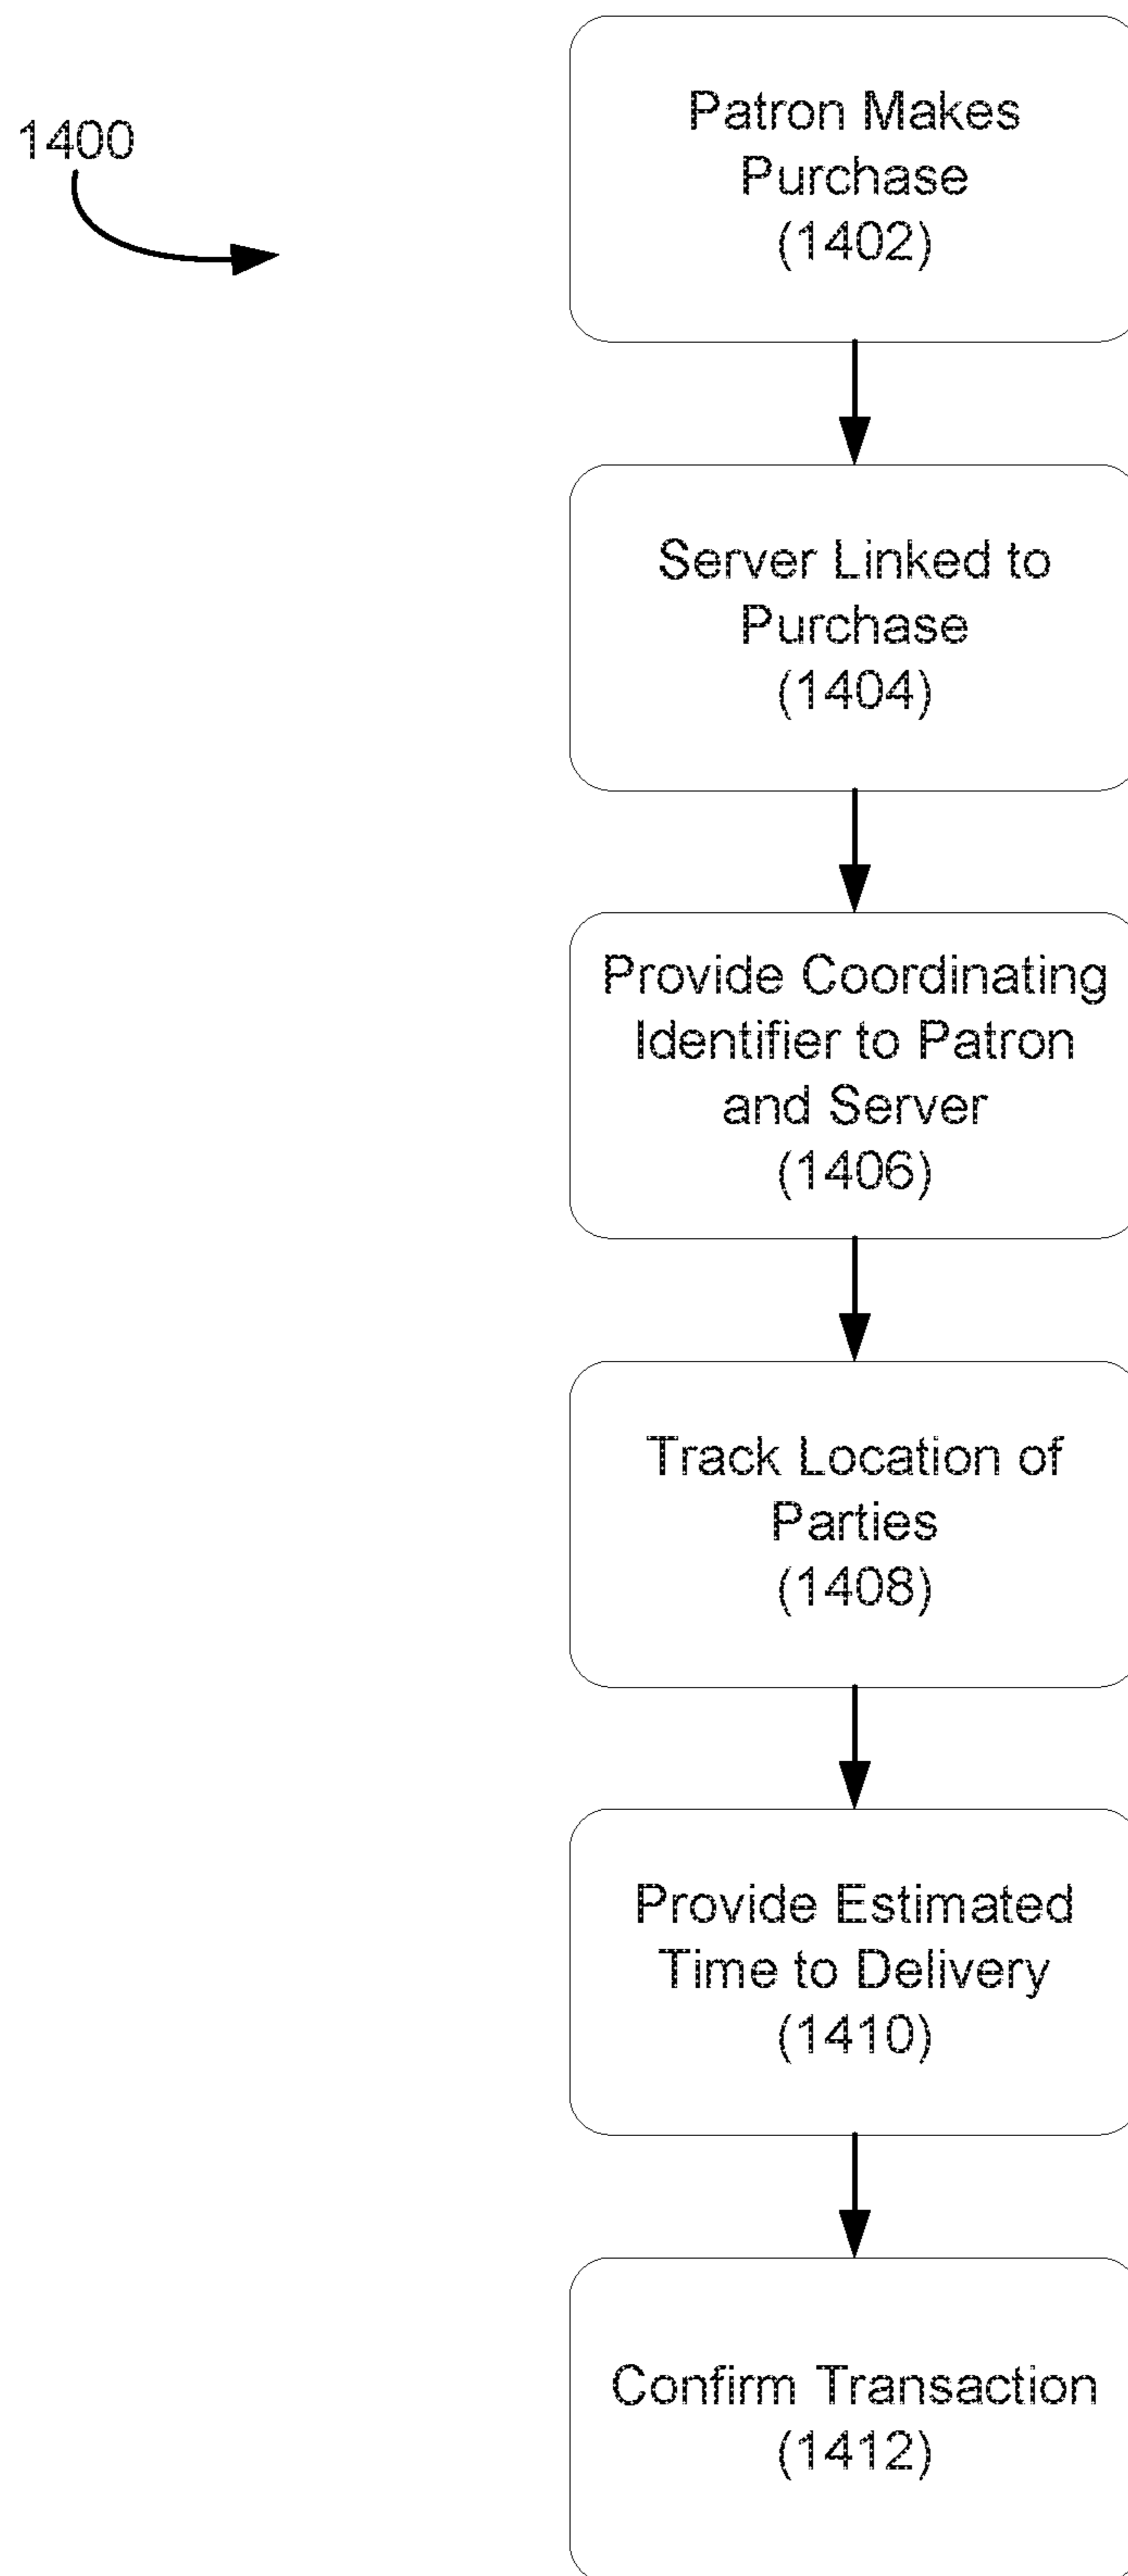 1400
Patron Makes
Purchase
(1402)
Server Linked to
Purchase
(1404)
Provide Coordinating
Identifier to Patron
and Server
(1406)
Track Location of
Parties
(1408)
Provide Estimated
Time to Delivery
(1410)
Confirm Transaction
(1412)